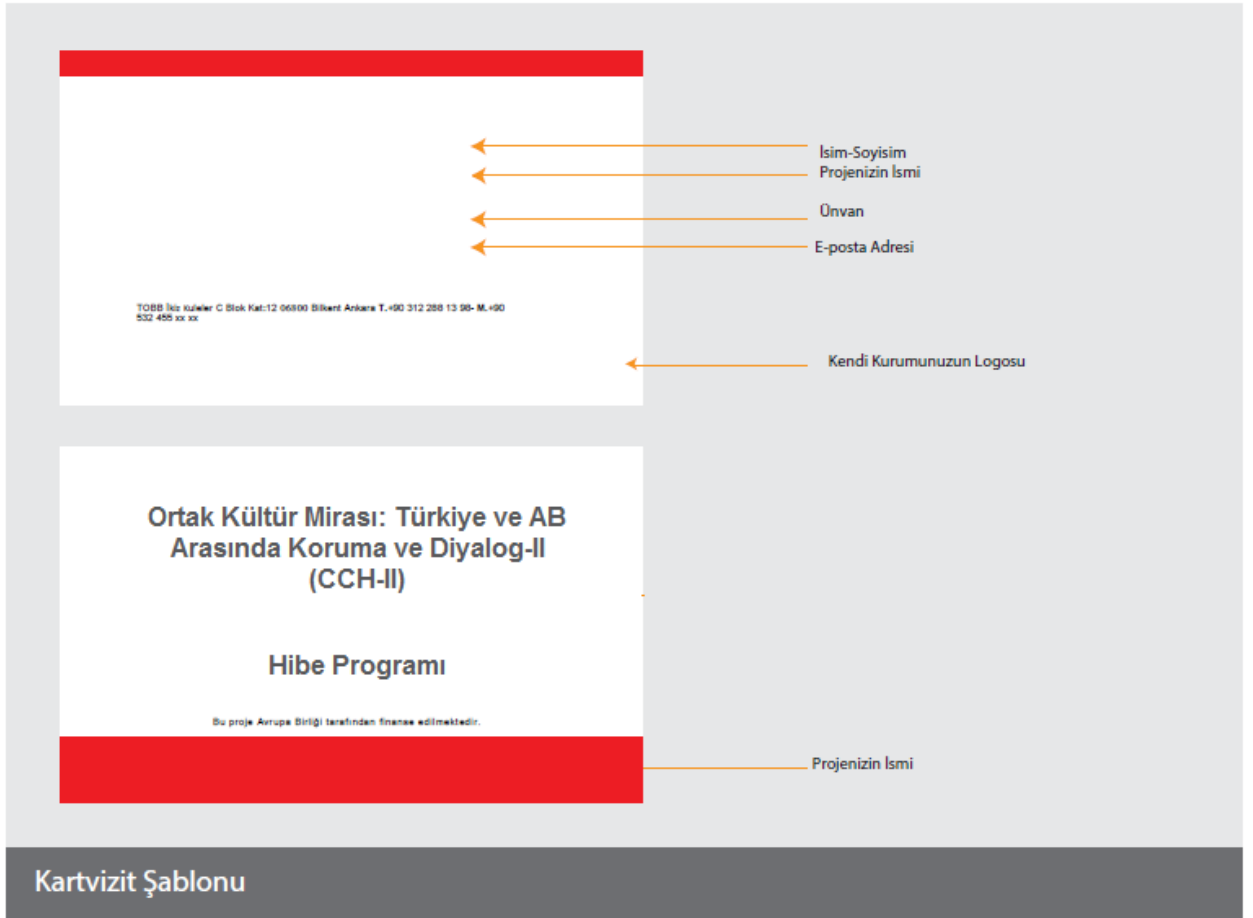 İsim-Soyisim
Projenizin İsmi
Ünvan
E-posta Adresi
TOBB İkiz Kuleler C Blok Kat:12 06800 Bilkent Ankara T.+90 312 288 13 98- M.+90
532 455 xx xx
Kendi Kurumunuzun Logosu
Ortak Kültür Mirası: Türkiye ve AB
Arasında Koruma ve Diyalog-II
(CCH-II)
Hibe Programı
Bu proje Avrupa Birliği tarafından finanse edilmektedir.
Projenizin İsmi
Kartvizit Şablonu